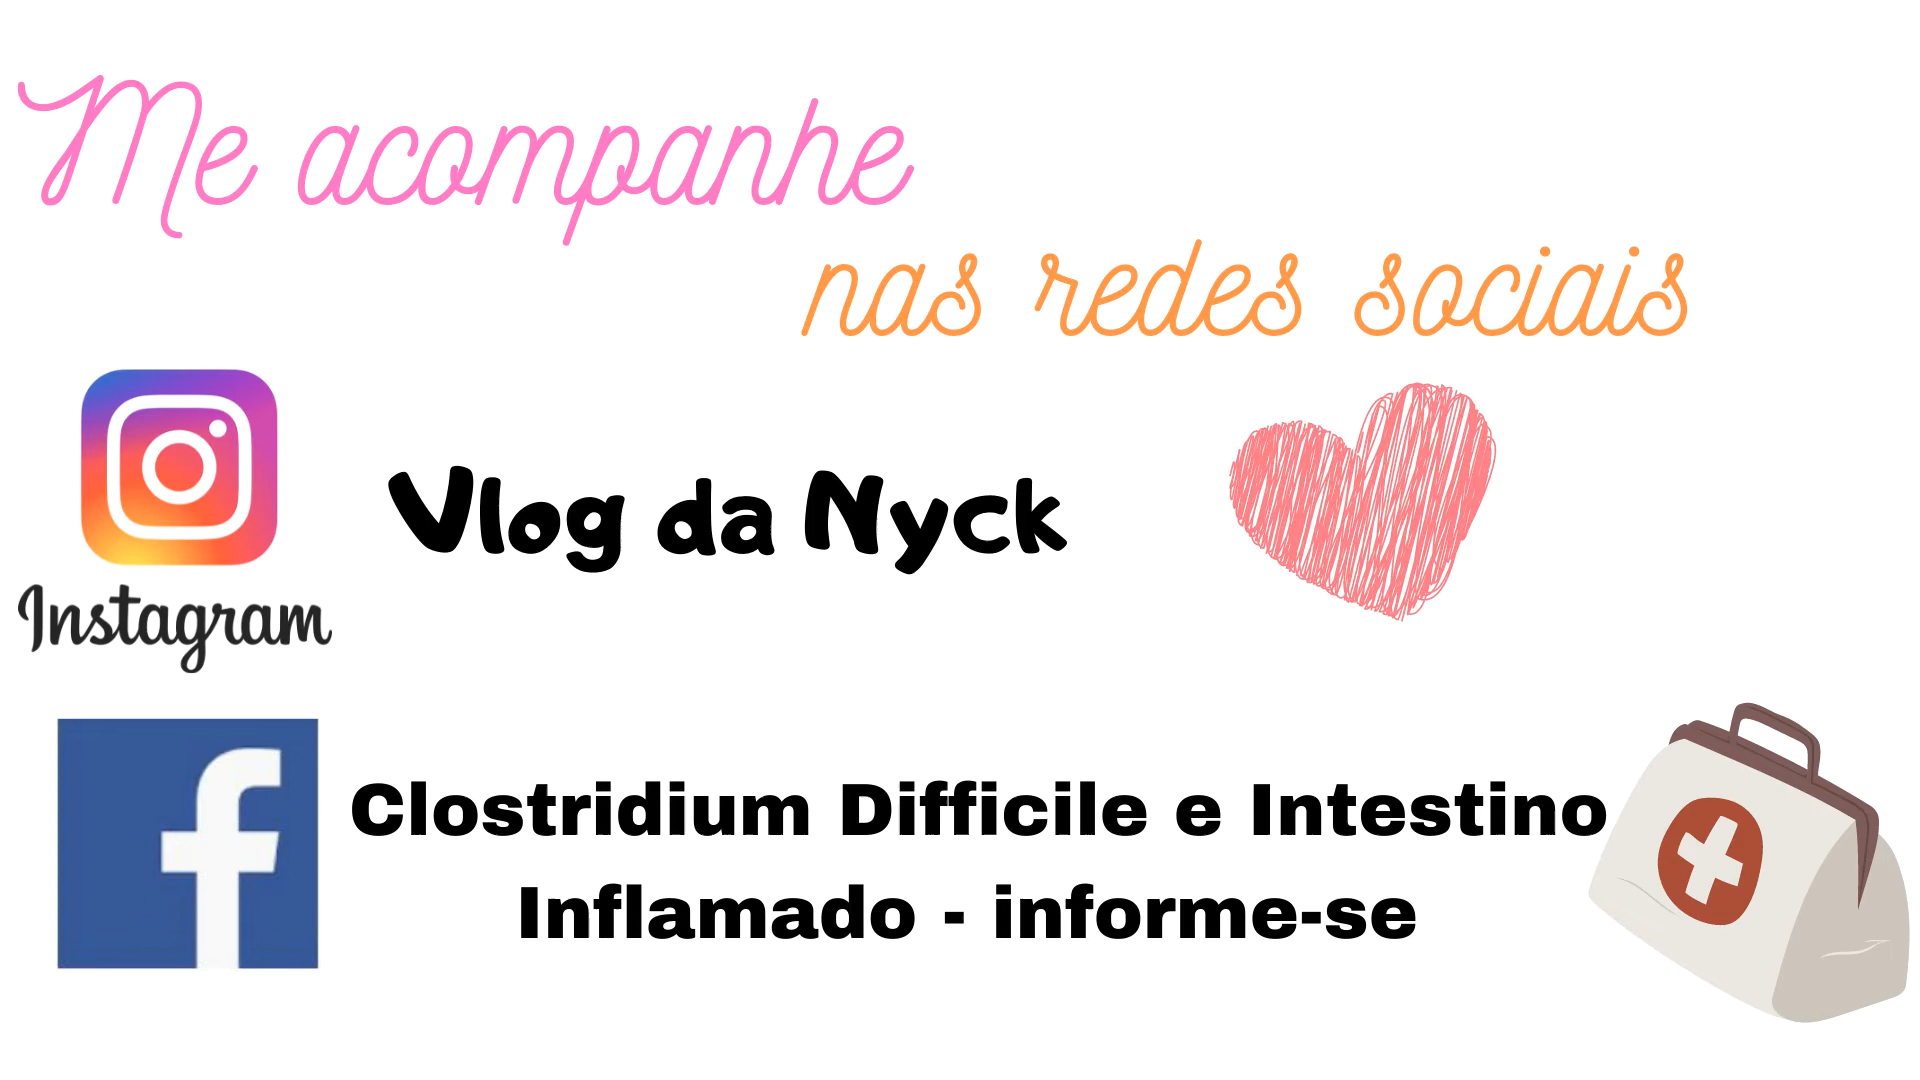 Me acompanhe
nas redes sociais
Vlog da Nyck
Instagram
Clostridium Difficile e Intestino
Inflamado - informe-se